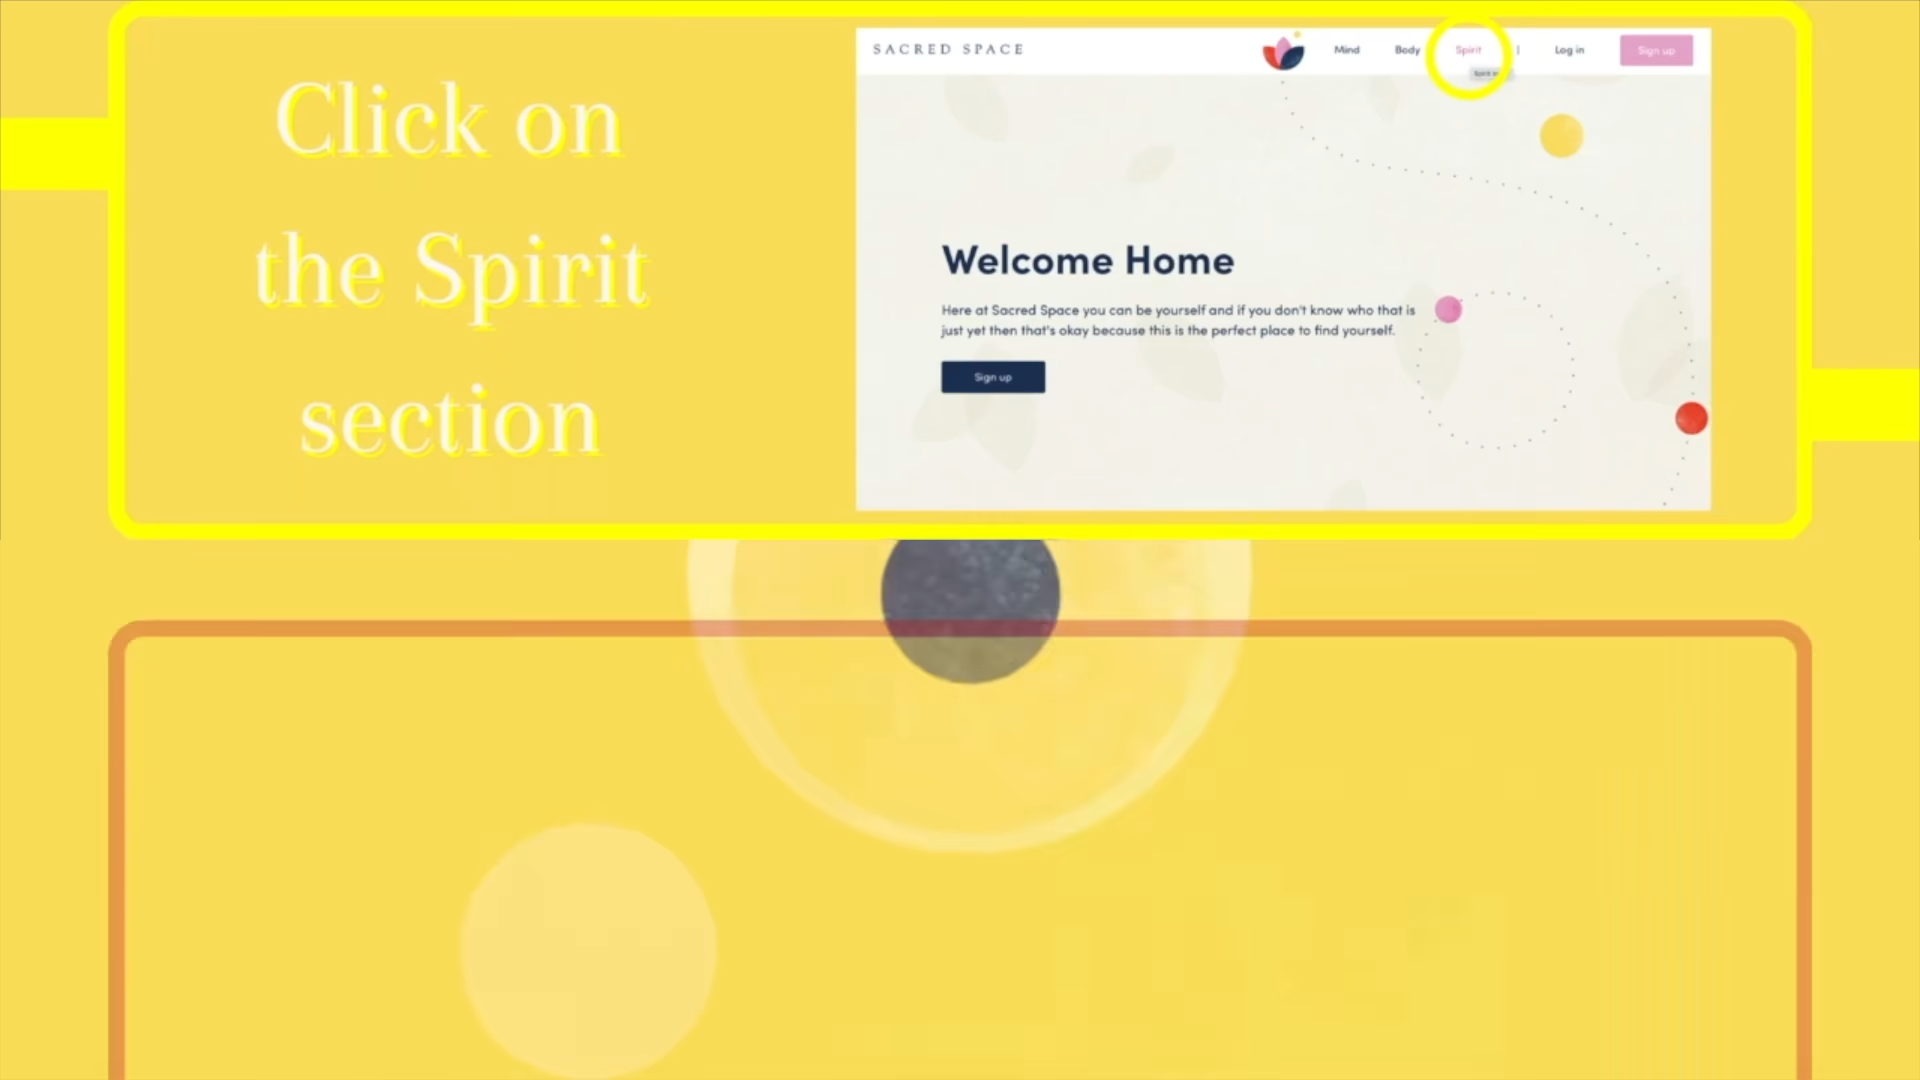 Click on
the Spirit
section
SACRED SPACE
Mind Body Spirit | Log in Sign up
Welcome Home
Here at Sacred Space you can be yourself and if you don't know who that is
just yet then that's okay because this is the perfect place to find yourself.
Sign up